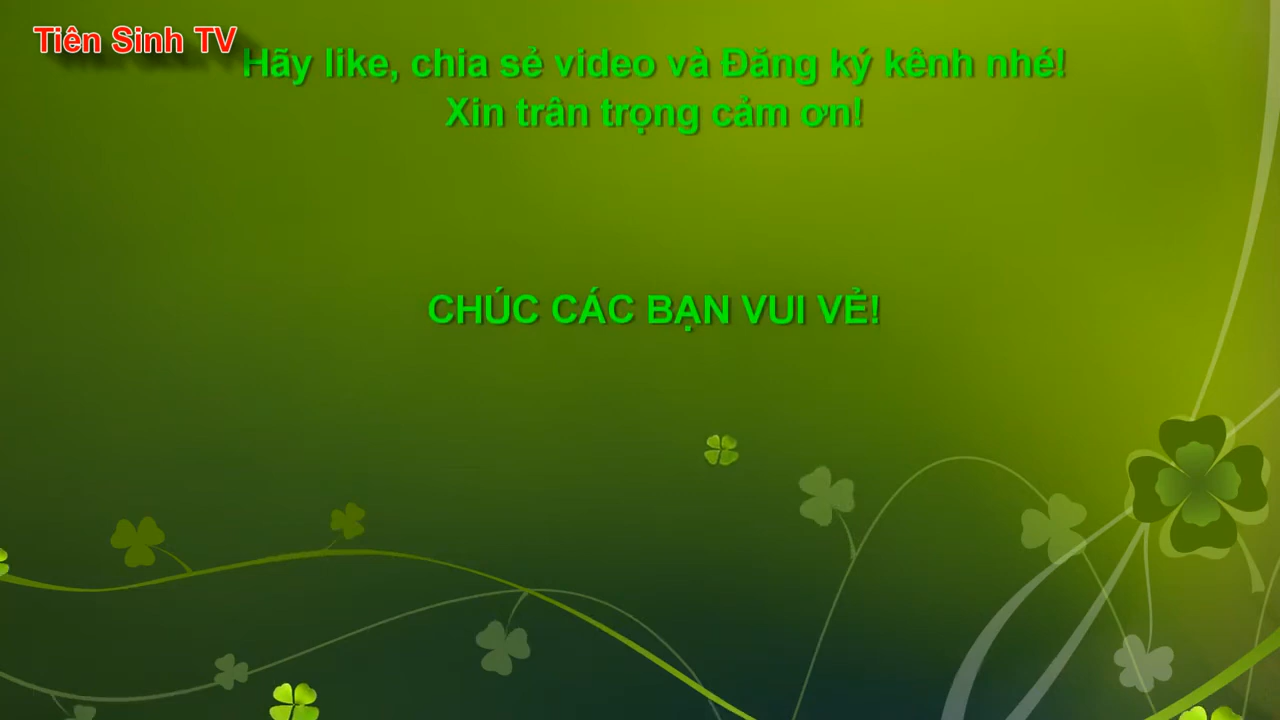 Tiên Sinh TV
Hãy like, chia sẻ video và Đăng ký kênh nhé!
Xin trân trọng cảm ơn!
CHÚC CÁC BẠN VUI VẺ!